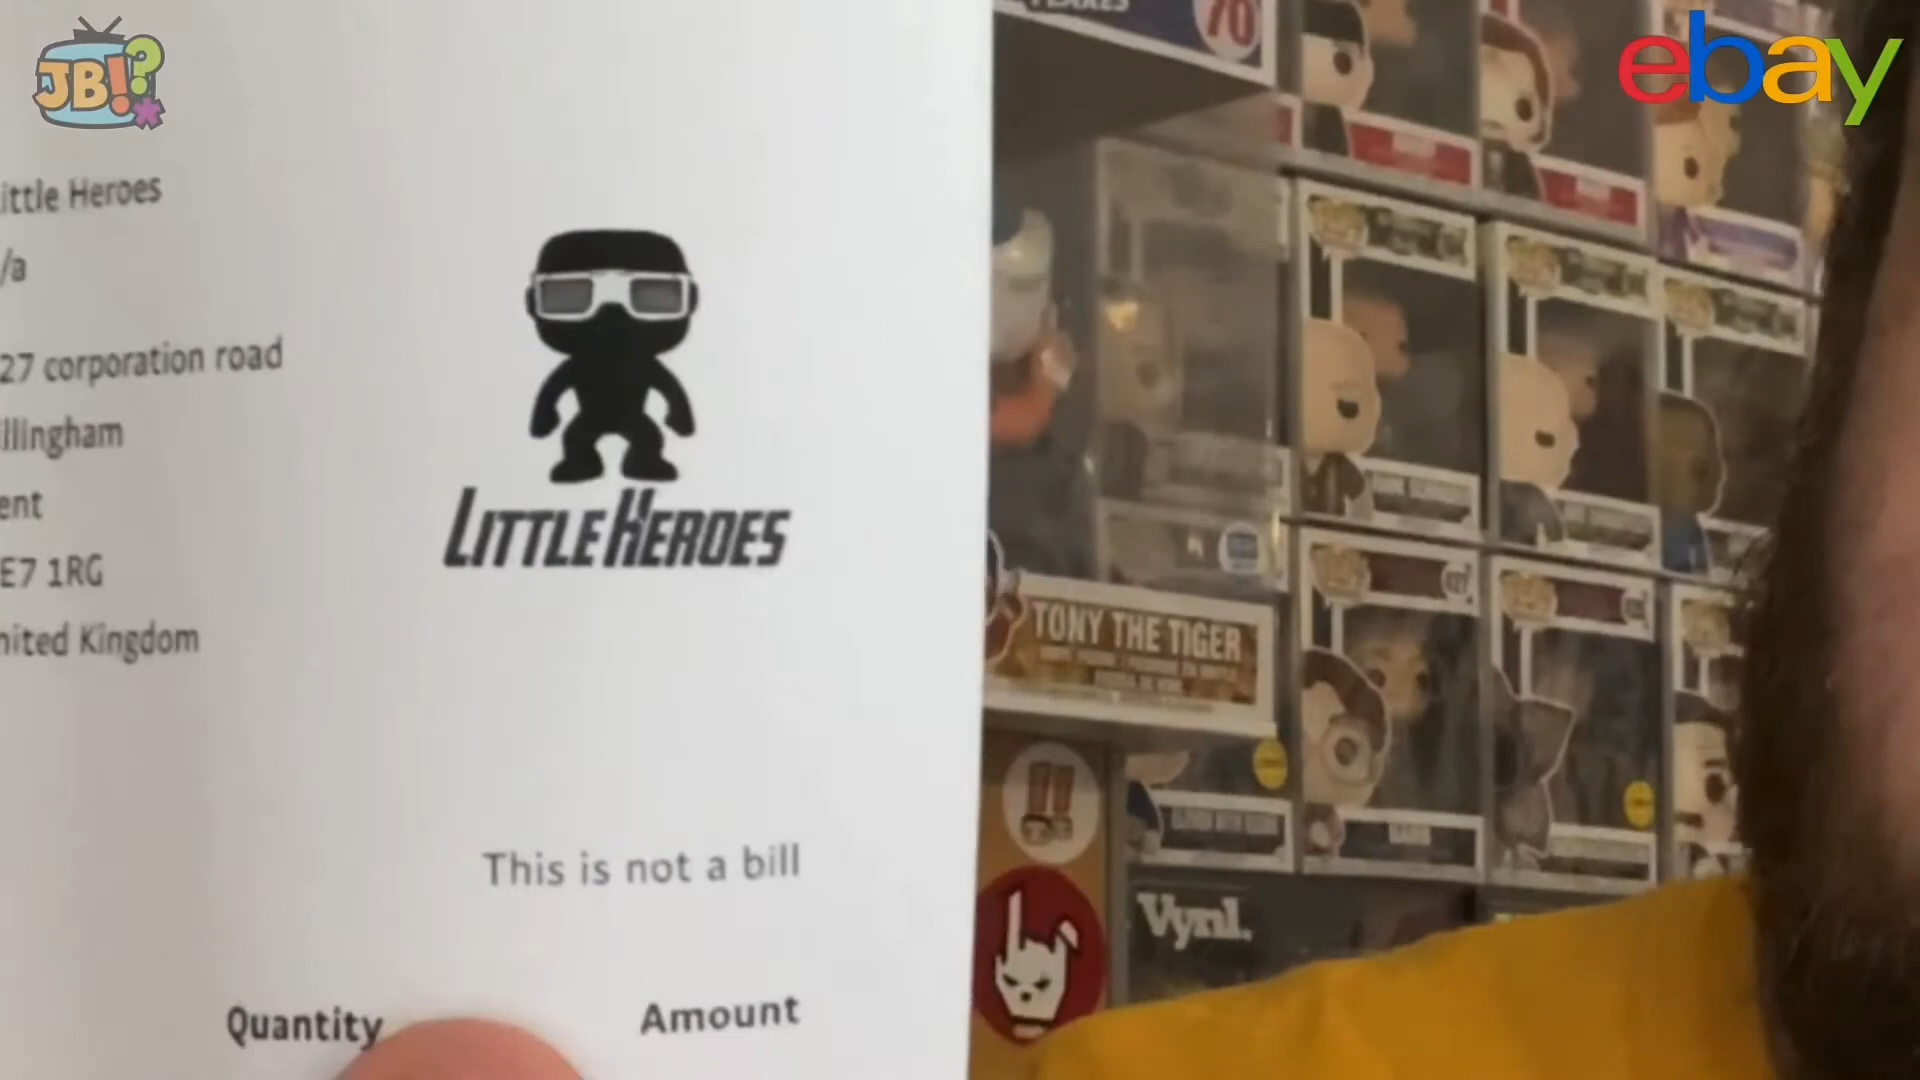 JB!?*
ebay
ittle Heroes
/a
27 corporation road
illingham
ent
E7 1RG
nited Kingdom
LITTLE HEROES
This is not a bill
Quantity
Amount
70
TONY THE TIGER
Vynl.